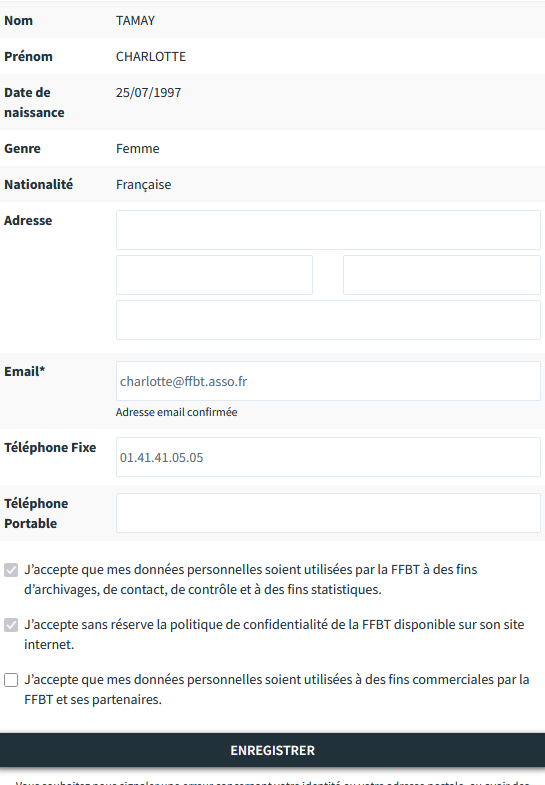 Nom TAMAY
Prénom CHARLOTTE
Date de naissance 25/07/1997
Genre Femme
Nationalité Française
Adresse
Email* charlotte@ffbt.asso.fr
Adresse email confirmée
Téléphone Fixe 01.41.41.05.05
Téléphone
Portable
J'accepte que mes données personnelles soient utilisées par la FFBT à des fins
d'archivages, de contact, de contrôle et à des fins statistiques.
J'accepte sans réserve la politique de confidentialité de la FFBT disponible sur son site
internet.
J'accepte que mes données personnelles soient utilisées à des fins commerciales par la
FFBT et ses partenaires.
ENREGISTRER